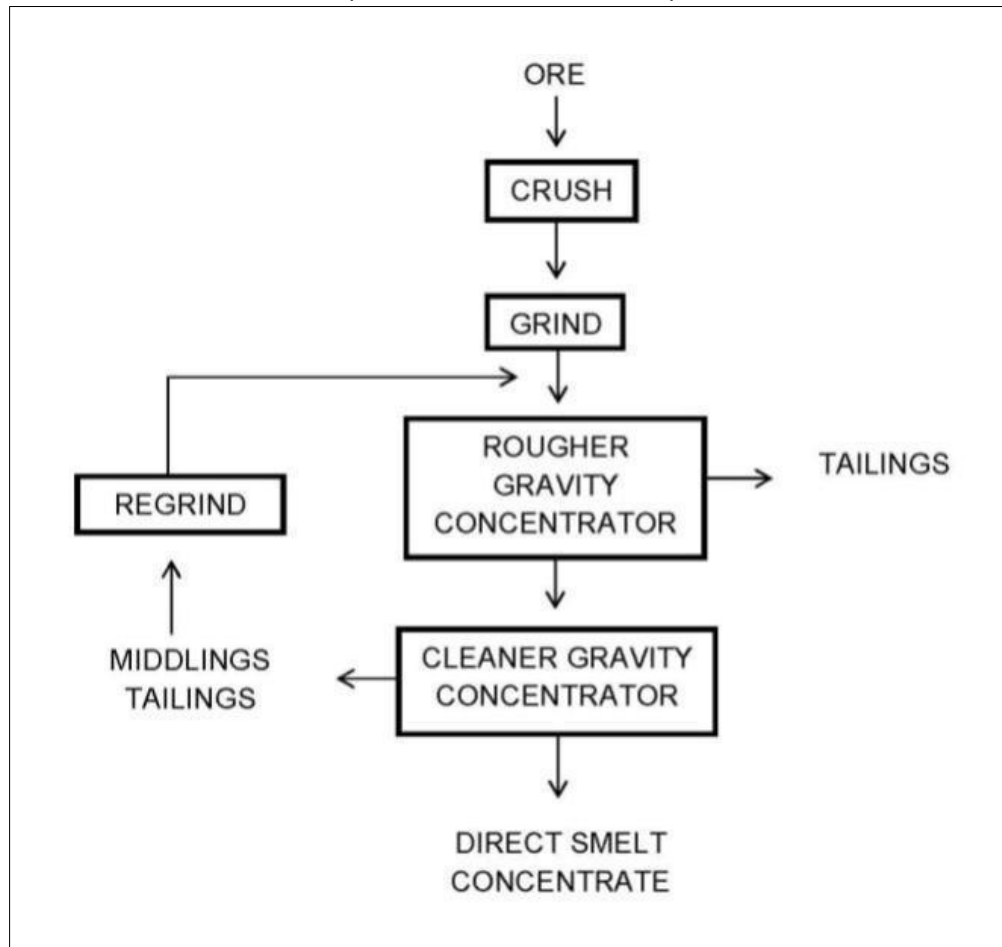 ORE
CRUSH
GRIND
ROUGHER
GRAVITY
CONCENTRATOR
TAILINGS
REGRIND
CLEANER GRAVITY
CONCENTRATOR
MIDDLINGS
TAILINGS
DIRECT SMELT
CONCENTRATE